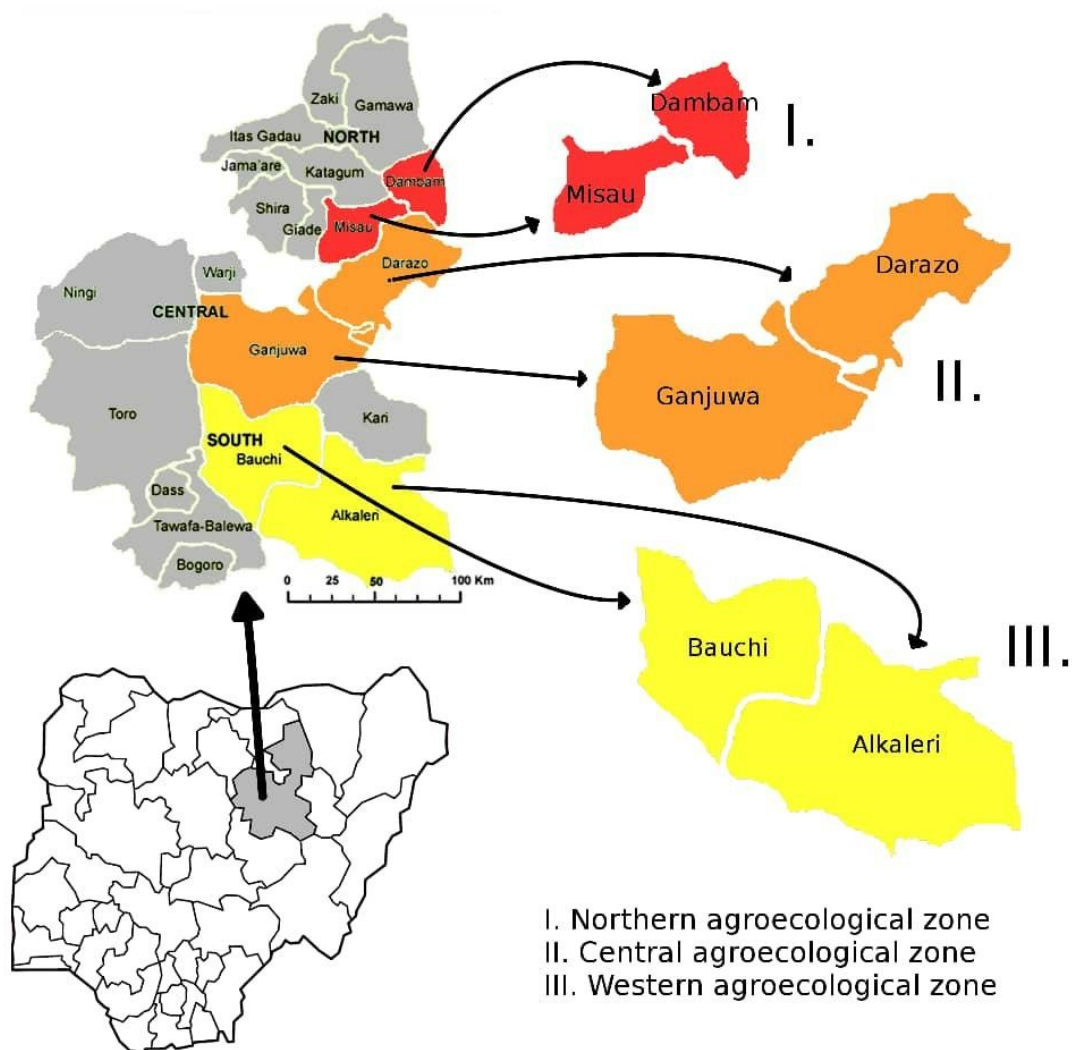 Zaki
Gamawa
Itas Gadau
NORTH
Jama'are
Katagum
Dambam
Shira
Giade
Misau
Darazo
Warji
Ningi
CENTRAL
Ganjuwa
Toro
Kari
SOUTH
Bauchi
Dass
Alkaleri
Tawafa-Balewa
Bogoro
0 25 50 100 Km
Dambam
I.
Misau
Darazo
Ganjuwa
II.
Bauchi
III.
Alkaleri
I. Northern agroecological zone
II. Central agroecological zone
III. Western agroecological zone